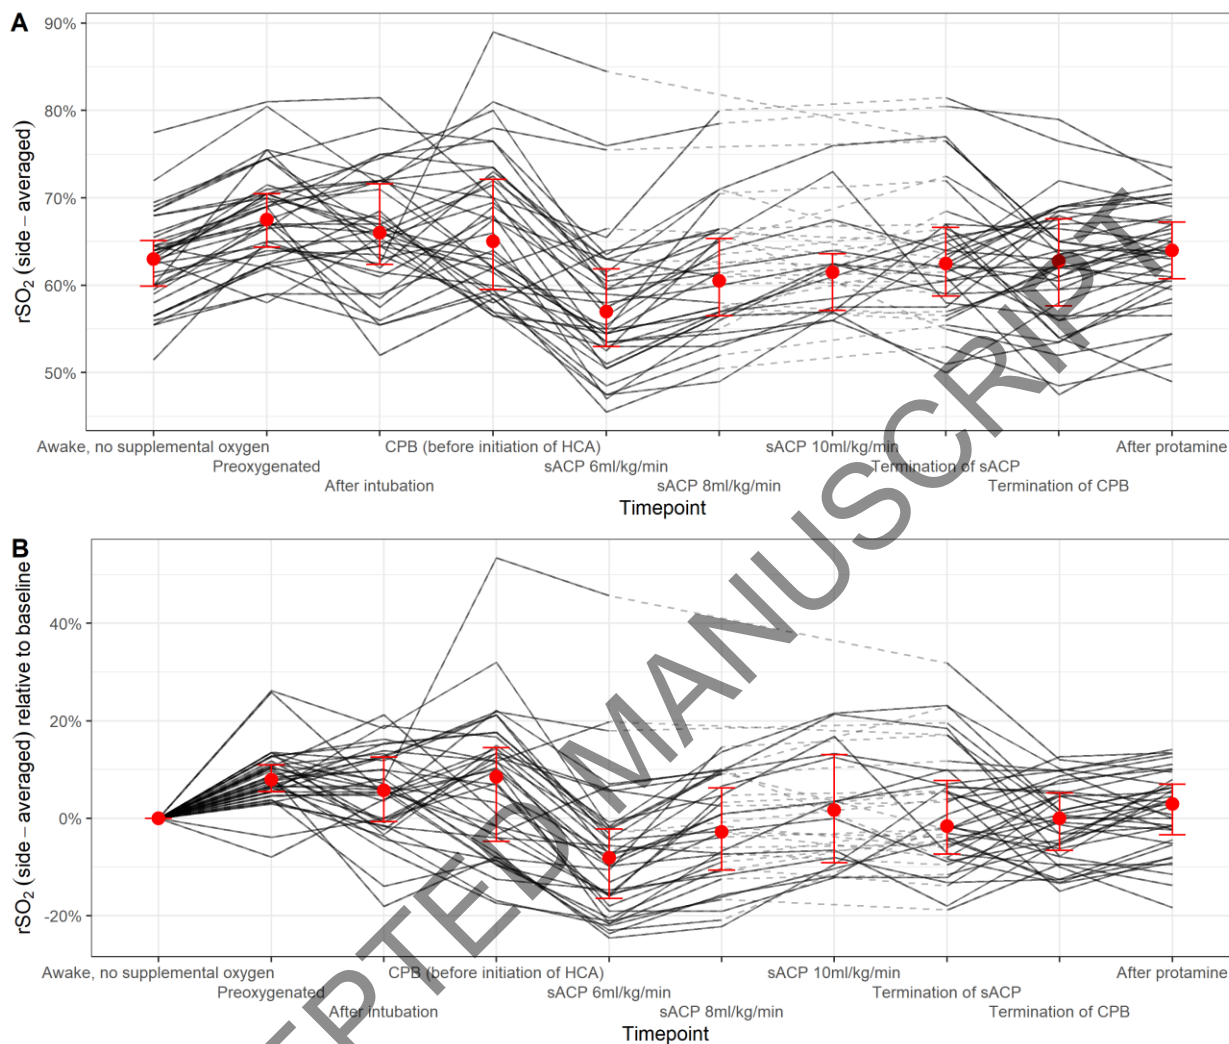 A
90%
80%
70%
60%
50%
rSO₂ (side − averaged)
Awake, no supplemental oxygen
Preoxygenated
After intubation
CPB (before initiation of HCA)
sACP 6ml/kg/min
sACP 8ml/kg/min
sACP 10ml/kg/min
Termination of sACP
Termination of CPB
After protamine
Timepoint
B
40%
20%
0%
-20%
rSO₂ (side − averaged) relative to baseline
Awake, no supplemental oxygen
Preoxygenated
After intubation
CPB (before initiation of HCA)
sACP 6ml/kg/min
sACP 8ml/kg/min
sACP 10ml/kg/min
Termination of sACP
Termination of CPB
After protamine
Timepoint
EPTED MANUSCRIPT